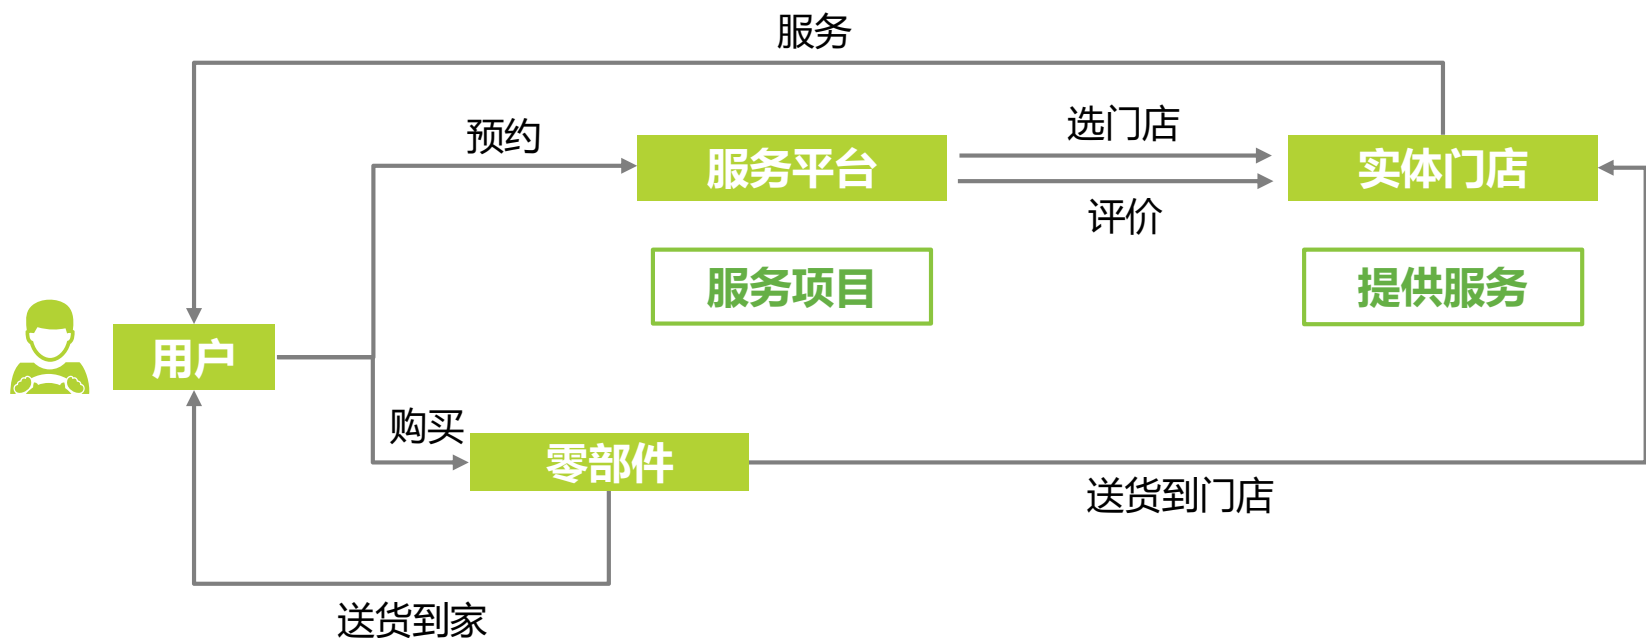 服务
预约
选门店
服务平台
实体门店
评价
服务项目
提供服务
用户
购买
零部件
送货到门店
送货到家